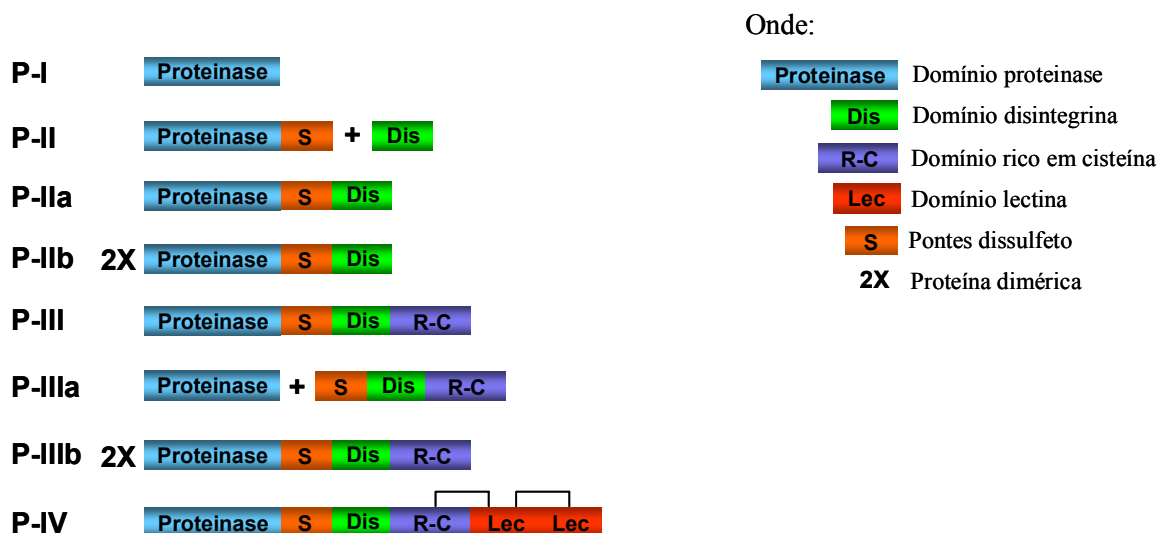 P-I Proteinase
P-II Proteinase S + Dis
P-IIa Proteinase S Dis
P-IIb 2X Proteinase S Dis
P-III Proteinase S Dis R-C
P-IIIa Proteinase + S Dis R-C
P-IIIb 2X Proteinase S Dis R-C
P-IV Proteinase S Dis R-C Lec Lec
Onde:
Proteinase Domínio proteinase
Dis Domínio disintegrina
R-C Domínio rico em cisteína
Lec Domínio lectina
S Pontes dissulfeto
2X Proteína dimérica